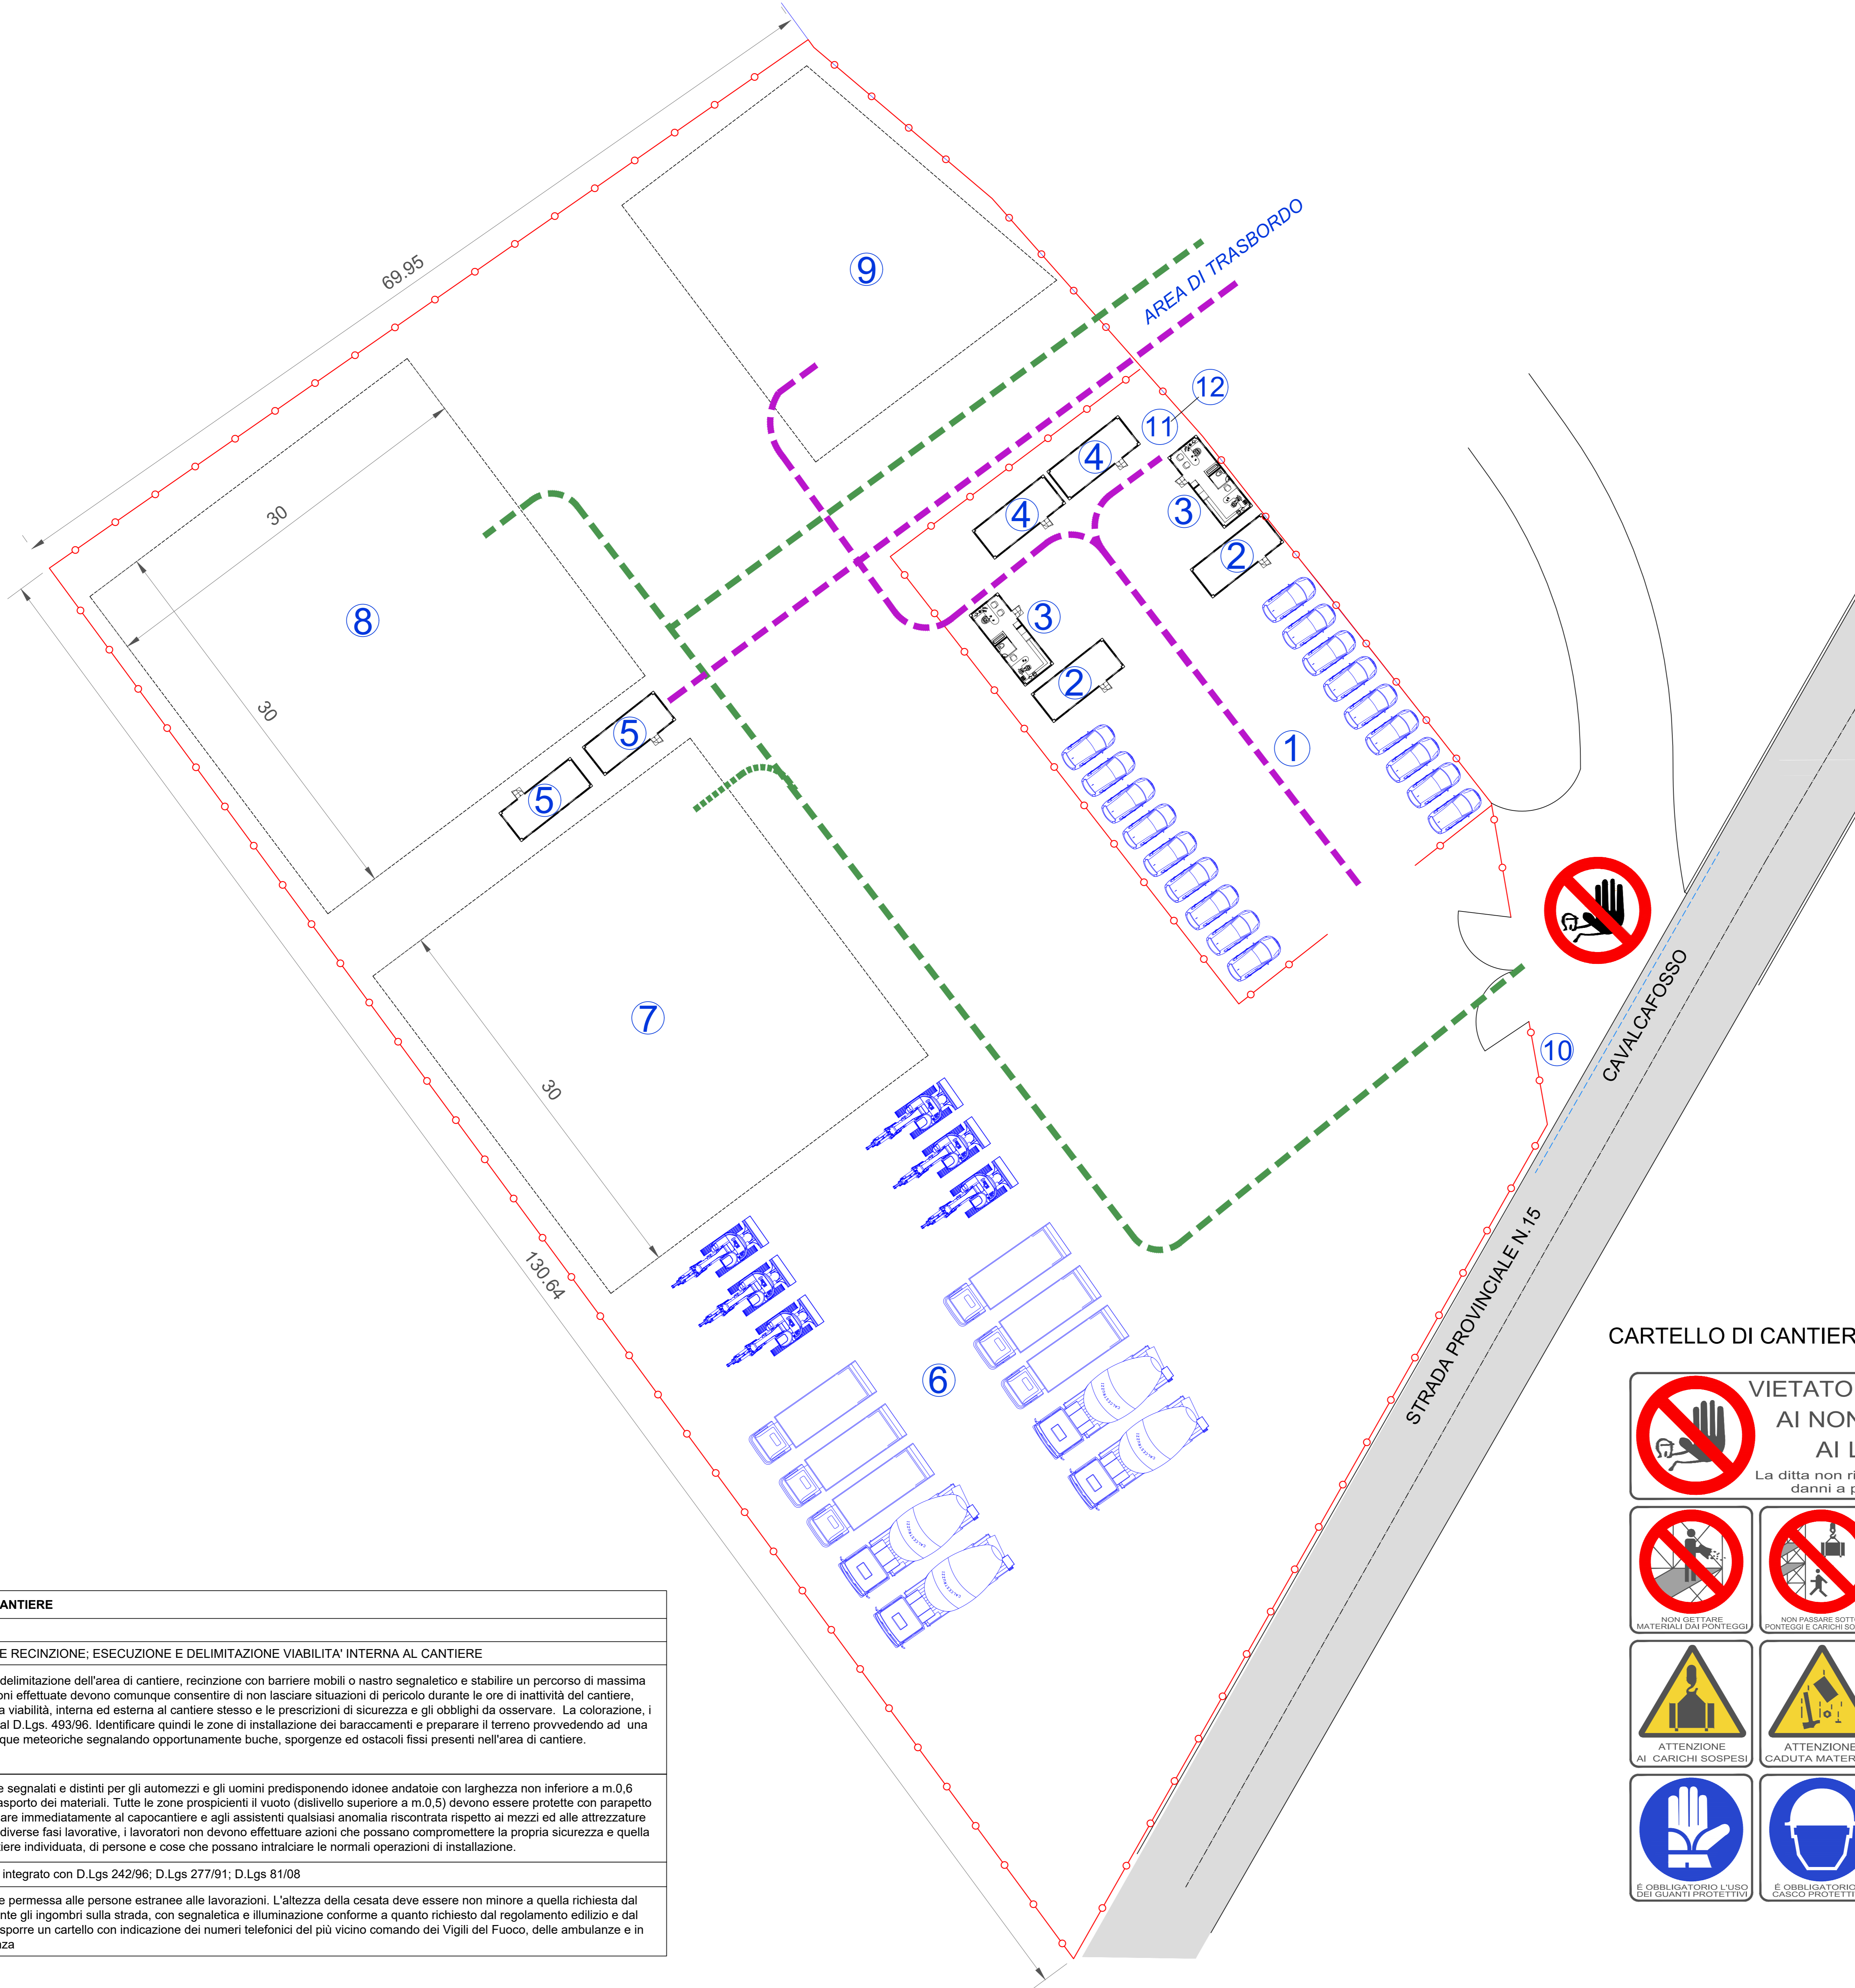 69.95
9
AREA DI TRASBORDO
12
11
4
4
3
3
2
2
30
30
8
5
5
1
7
30
10
CAVALCAFOSSO
130.64
6
STRADA PROVINCIALE N.15
CARTELLO DI CANTIER
VIETATO
AI NON
AI L
La ditta non ri
danni a p
NON GETTARE
MATERIALI DAI PONTEGGI
NON PASSARE SOTTO
PONTEGGI E CARICHI SO
ATTENZIONE
AI CARICHI SOSPESI
ATTENZIONE
CADUTA MATER
É OBBLIGATORIO L'USO
DEI GUANTI PROTETTIVI
É OBBLIGATORIO
CASCO PROTETTI
ANTIERE
E RECINZIONE; ESECUZIONE E DELIMITAZIONE VIABILITA' INTERNA AL CANTIERE
delimitazione dell'area di cantiere, recinzione con barriere mobili o nastro segnaletico e stabilire un percorso di massima
oni effettuate devono comunque consentire di non lasciare situazioni di pericolo durante le ore di inattività del cantiere,
a viabilità, interna ed esterna al cantiere stesso e le prescrizioni di sicurezza e gli obblighi da osservare. La colorazione, i
al D.Lgs. 493/96. Identificare quindi le zone di installazione dei baraccamenti e preparare il terreno provvedendo ad una
que meteoriche segnalando opportunamente buche, sporgenze ed ostacoli fissi presenti nell'area di cantiere.
e segnalati e distinti per gli automezzi e gli uomini predisponendo idonee andatoie con larghezza non inferiore a m.0,6
asporto dei materiali. Tutte le zone prospicienti il vuoto (dislivello superiore a m.0,5) devono essere protette con parapetto
are immediatamente al capocantiere e agli assistenti qualsiasi anomalia riscontrata rispetto ai mezzi ed alle attrezzature
diverse fasi lavorative, i lavoratori non devono effettuare azioni che possano compromettere la propria sicurezza e quella
tiere individuata, di persone e cose che possano intralciare le normali operazioni di installazione.
integrato con D.Lgs 242/96; D.Lgs 277/91; D.Lgs 81/08
e permessa alle persone estranee alle lavorazioni. L'altezza della cesata deve essere non minore a quella richiesta dal
nte gli ingombri sulla strada, con segnaletica e illuminazione conforme a quanto richiesto dal regolamento edilizio e dal
sporre un cartello con indicazione dei numeri telefonici del più vicino comando dei Vigili del Fuoco, delle ambulanze e in
nza